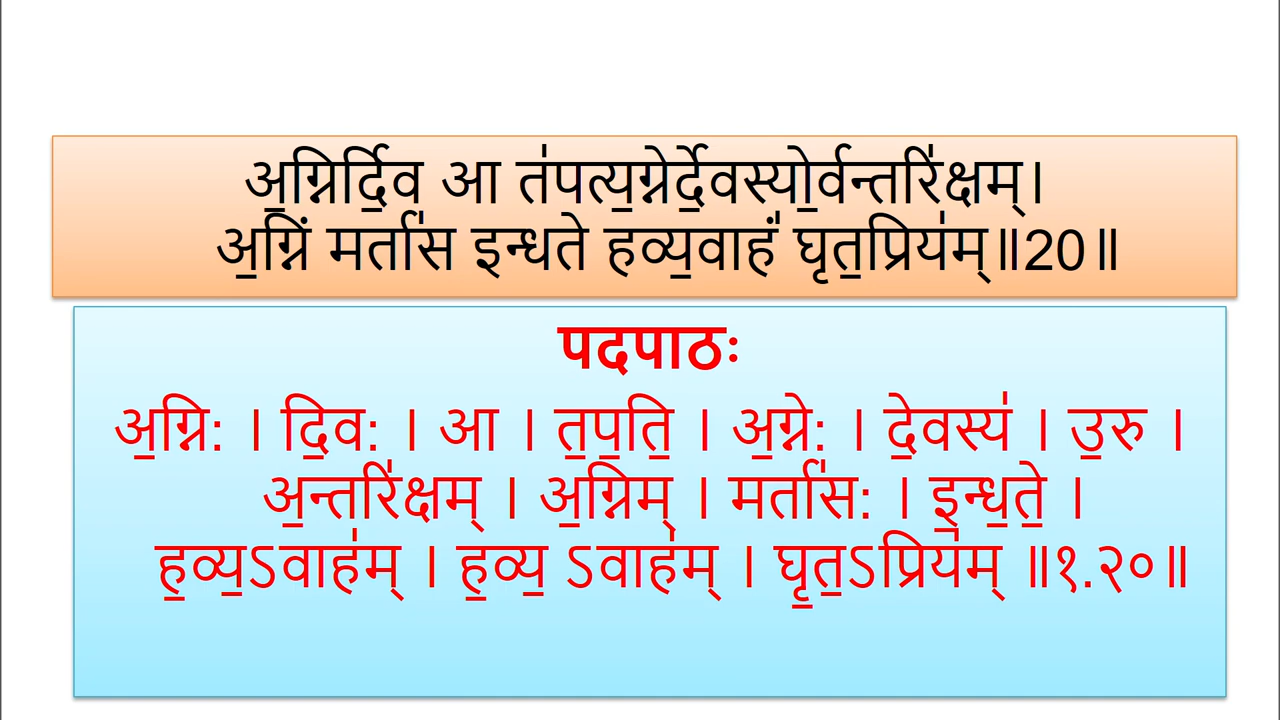 अ॒ग्निर्दि॒व आ त॑पत्य॒ग्नेर्दे॒वस्यो॒र्वन्तरि॑क्षम्।
अ॒ग्निं मर्ता॑स इन्धते हव्य॒वाहं॑ घृत॒प्रिय॑म्॥20॥
पदपाठः
अ॒ग्नि: । दि॒व: । आ । त॒प॒ति॒ । अ॒ग्ने: । दे॒वस्य॑ । उ॒रु ।
अ॒न्तरि॑क्षम् । अ॒ग्निम् । मर्ता॑स: । इ॒न्ध॒ते॒ ।
ह॒व्य॒ऽवाह॑म् । ह॒व्य॒ ऽवाह॑म् । घृ॒त॒ऽप्रिय॑म् ॥१.२०॥